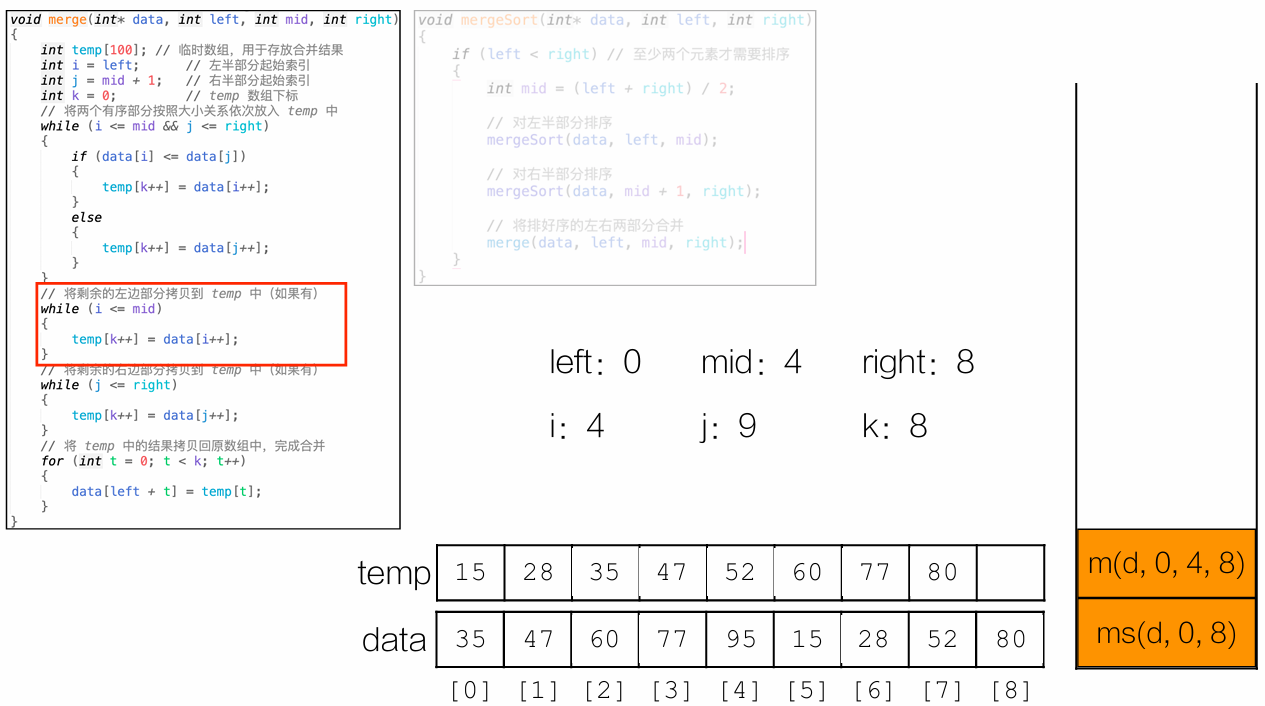 void merge(int* data, int left, int mid, int right)
{
    int temp[100]; // 临时数组，用于存放合并结果
    int i = left;      // 左半部分起始索引
    int j = mid + 1;   // 右半部分起始索引
    int k = 0;         // temp 数组下标
    // 将两个有序部分按照大小关系依次放入 temp 中
    while (i <= mid && j <= right)
    {
        if (data[i] <= data[j])
        {
            temp[k++] = data[i++];
        }
        else
        {
            temp[k++] = data[j++];
        }
    }
    // 将剩余的左边部分拷贝到 temp 中（如果有）
    while (i <= mid)
    {
        temp[k++] = data[i++];
    }
    // 将剩余的右边部分拷贝到 temp 中（如果有）
    while (j <= right)
    {
        temp[k++] = data[j++];
    }
    // 将 temp 中的结果拷贝回原数组中，完成合并
    for (int t = 0; t < k; t++)
    {
        data[left + t] = temp[t];
    }
}
void mergeSort(int* data, int left, int right)
{
    if (left < right) // 至少两个元素才需要排序
    {
        int mid = (left + right) / 2;
        // 对左半部分排序
        mergeSort(data, left, mid);
        // 对右半部分排序
        mergeSort(data, mid + 1, right);
        // 将排好序的左右两部分合并
        merge(data, left, mid, right);
    }
}
left: 0 mid: 4 right: 8
i: 4 j: 9 k: 8
temp 15 28 35 47 52 60 77 80
data 35 47 60 77 95 15 28 52 80
[0] [1] [2] [3] [4] [5] [6] [7] [8]
m(d, 0, 4, 8)
ms(d, 0, 8)